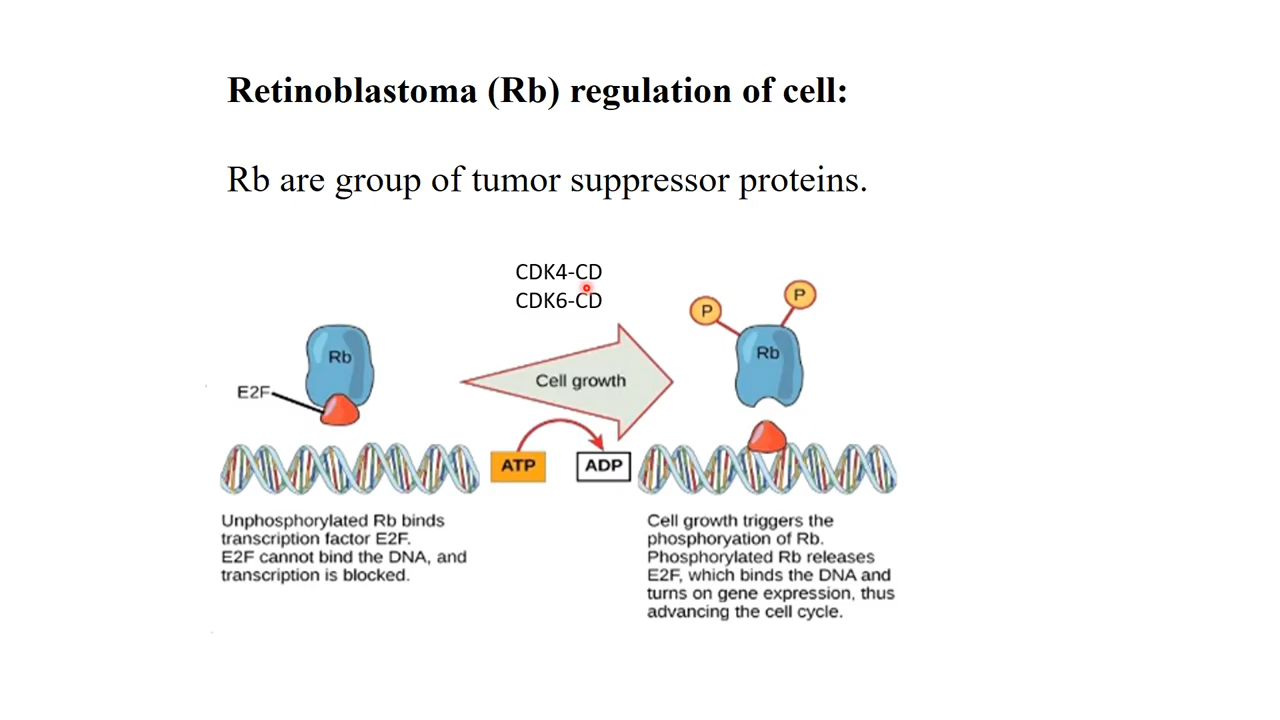 Retinoblastoma (Rb) regulation of cell:
Rb are group of tumor suppressor proteins.
CDK4-CD
CDK6-CD
P
P
Rb
Rb
E2F
Cell growth
ATP
ADP
Unphosphorylated Rb binds
transcription factor E2F.
E2F cannot bind the DNA, and
transcription is blocked.
Cell growth triggers the
phosphoryation of Rb.
Phosphorylated Rb releases
E2F, which binds the DNA and
turns on gene expression, thus
advancing the cell cycle.